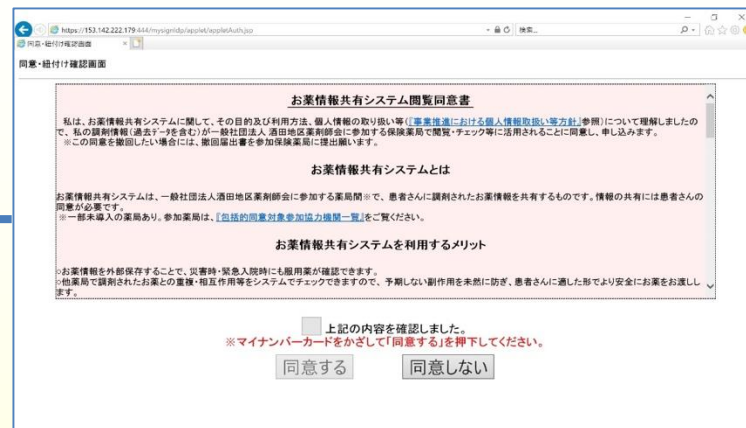 https://153.142.222.179:444/mysignidp/applet/appletAuth.jsp
検索...
同意・紐付け確認画面
同意・紐付け確認画面
お薬情報共有システム閲覧同意書
私は、お薬情報共有システムに関して、その目的及び利用方法、個人情報の取り扱い等(『事業推進における個人情報取扱い等方針』参照)について理解しましたの
で、私の調剤情報(過去データを含む)が一般社団法人 酒田地区薬剤師会に参加する保険薬局で閲覧・チェック等に活用されることに同意し、申し込みます。
※この同意を撤回したい場合には、撤回届出書を参加保険薬局に提出願います。
お薬情報共有システムとは
お薬情報共有システムは、一般社団法人酒田地区薬剤師会に参加する薬局間※で、患者さんに調剤されたお薬情報を共有するものです。情報の共有には患者さんの
同意が必要です。
※一部未導入の薬局あり。参加薬局は、『包括的同意対象参加協力機関一覧』をご覧ください。
お薬情報共有システムを利用するメリット
○お薬情報を外部保存することで、災害時・緊急入院時にも服用薬が確認できます。
○他薬局で調剤されたお薬との重複・相互作用等をシステムでチェックできますので、予期しない副作用を未然に防ぎ、患者さんに適した形でより安全にお薬をお渡しし
ます。
上記の内容を確認しました。
※マイナンバーカードをかざして「同意する」を押下してください。
同意する
同意しない